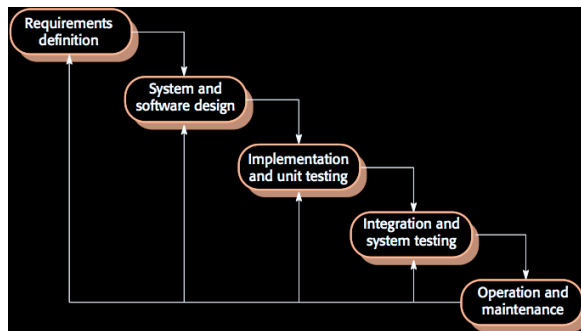 Requirements
definition
System and
software design
Implementation
and unit testing
Integration and
system testing
Operation and
maintenance